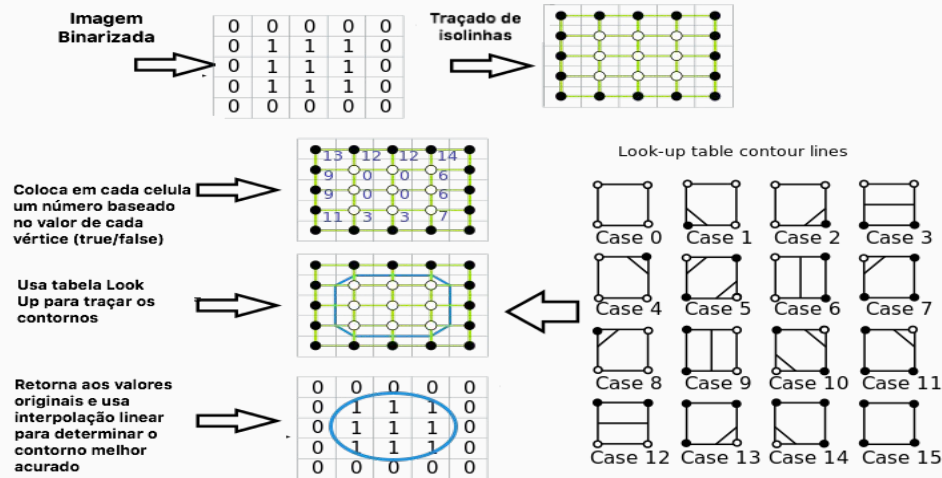 Imagem
Binarizada
0 0 0 0 0
0 1 1 1 0
0 1 1 1 0
0 1 1 1 0
0 0 0 0 0
Traçado de
isolinhas
Coloca em cada celula
um número baseado
no valor de cada
vértice (true/false)
13 12 12 14
9 0 0 6
9 0 0 6
11 3 3 7
Usa tabela Look
Up para traçar os
contornos
Retorna aos valores
originais e usa
interpolação linear
para determinar o
contorno melhor
acurado
0 0 0 0 0
0 1 1 1 0
0 1 1 1 0
0 1 1 1 0
0 0 0 0 0
Look-up table contour lines
Case 0 Case 1 Case 2 Case 3
Case 4 Case 5 Case 6 Case 7
Case 8 Case 9 Case 10 Case 11
Case 12 Case 13 Case 14 Case 15